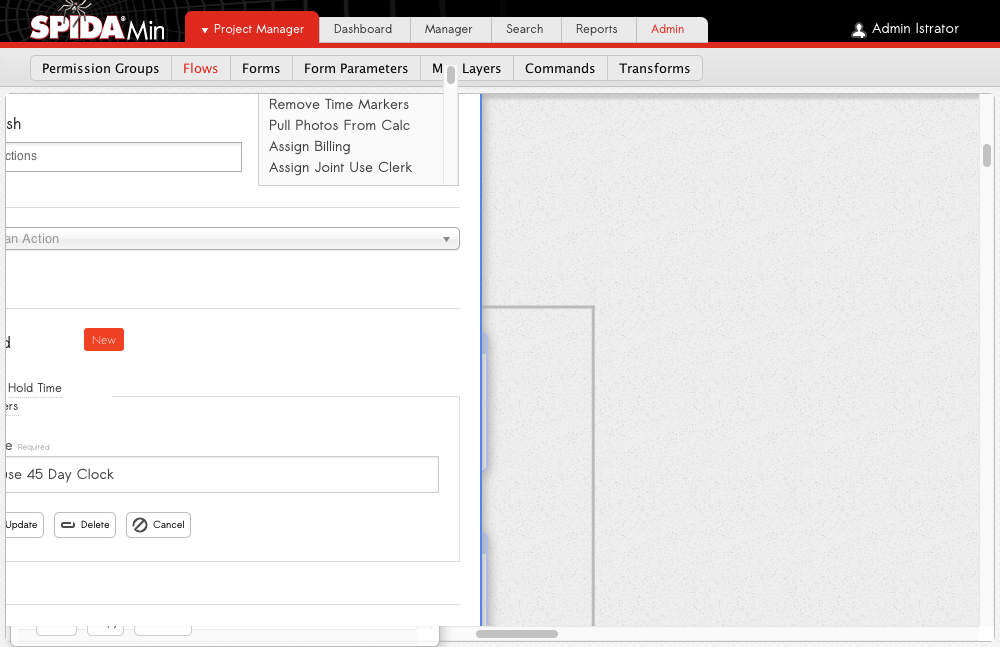 SPIDA®Min
▼ Project Manager
Dashboard
Manager
Search
Reports
Admin
Admin Istrator
Permission Groups
Flows
Forms
Form Parameters
Layers
Commands
Transforms
Remove Time Markers
sh
Pull Photos From Calc
ctions
Assign Billing
Assign Joint Use Clerk
an Action
New
Hold Time
ers
e Required
use 45 Day Clock
Update
Delete
Cancel